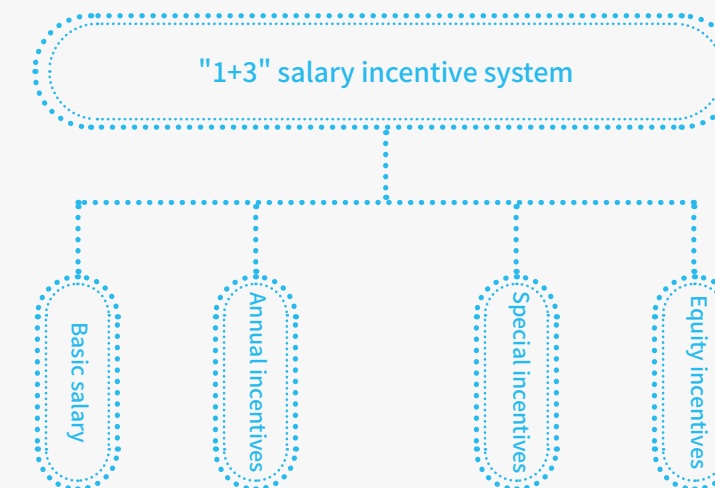 "1+3" salary incentive system
Basic salary
Annual incentives
Special incentives
Equity incentives